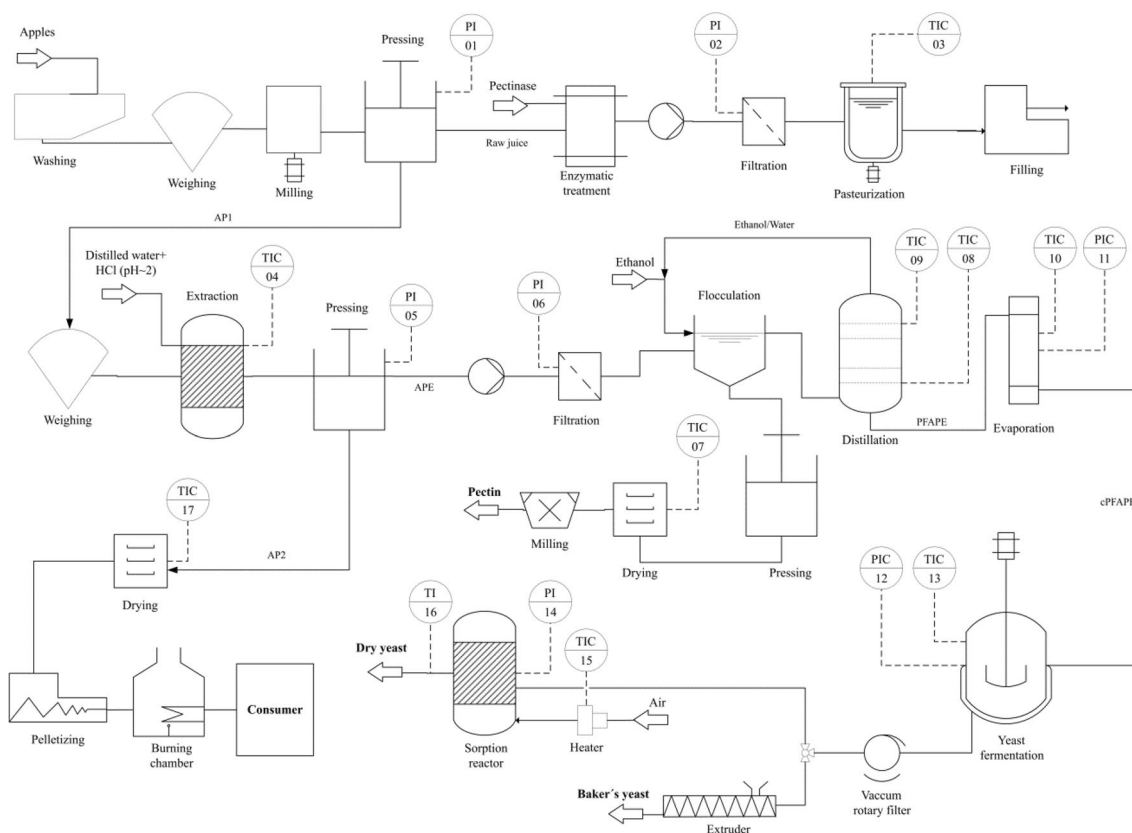 Apples
Washing
Weighing
Milling
Pressing
PI
01
Raw juice
Pectinase
Enzymatic
treatment
PI
02
Filtration
TIC
03
Pasteurization
Filling
AP1
Distilled water+
HCl (pH~2)
Weighing
Extraction
TIC
04
Pressing
PI
05
APE
PI
06
Filtration
Ethanol
Ethanol/Water
Flocculation
TIC
09
TIC
08
Distillation
PFAPE
TIC
10
PIC
11
Evaporation
cPFAPE
Pectin
Milling
TIC
07
Drying
Pressing
TIC
17
AP2
Drying
Pelletizing
Burning
chamber
Consumer
TI
16
PI
14
Dry yeast
TIC
15
Air
Sorption
reactor
Heater
PIC
12
TIC
13
Yeast
fermentation
Vaccum
rotary filter
Baker´s yeast
Extruder